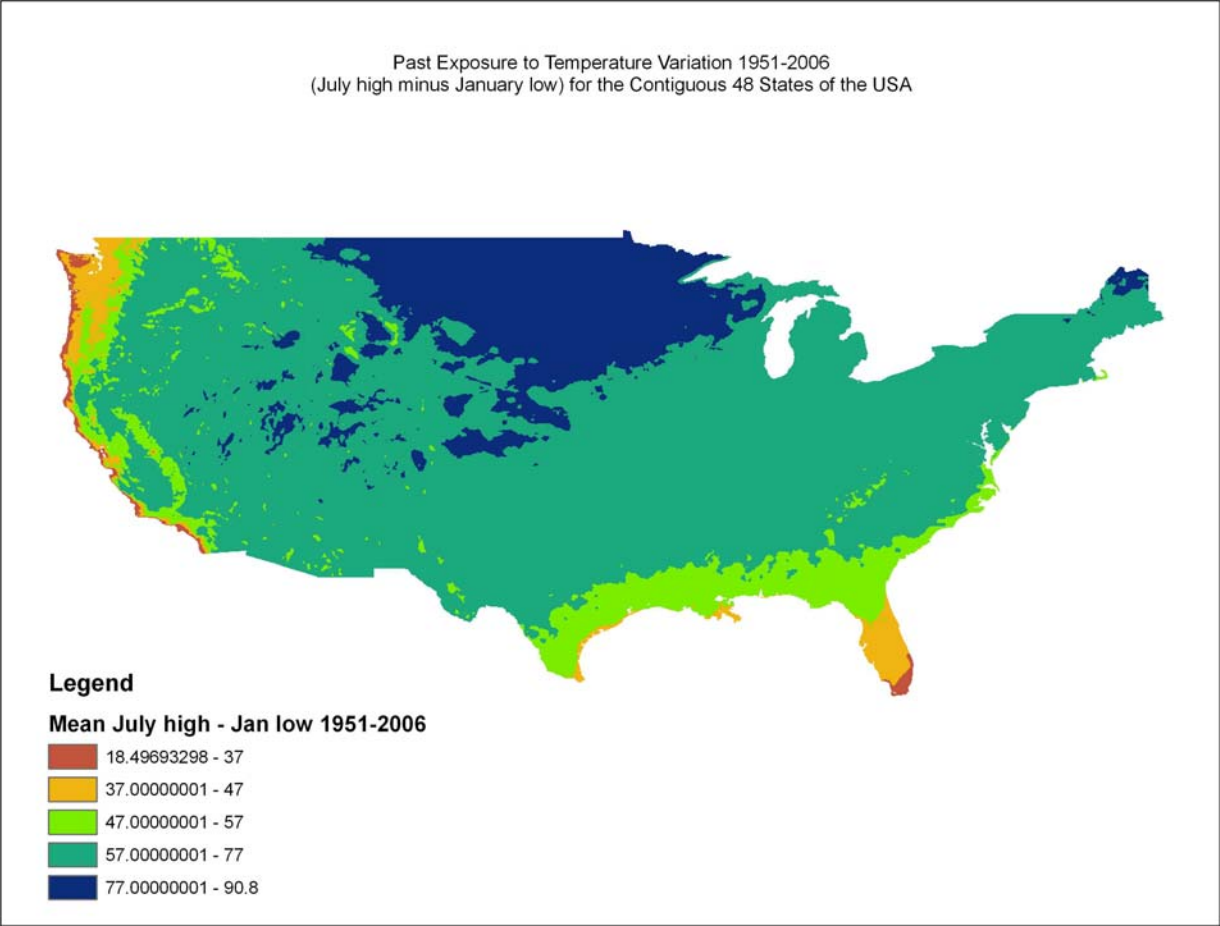 Past Exposure to Temperature Variation 1951-2006
(July high minus January low) for the Contiguous 48 States of the USA
Legend
Mean July high - Jan low 1951-2006
18.49693298 - 37
37.00000001 - 47
47.00000001 - 57
57.00000001 - 77
77.00000001 - 90.8